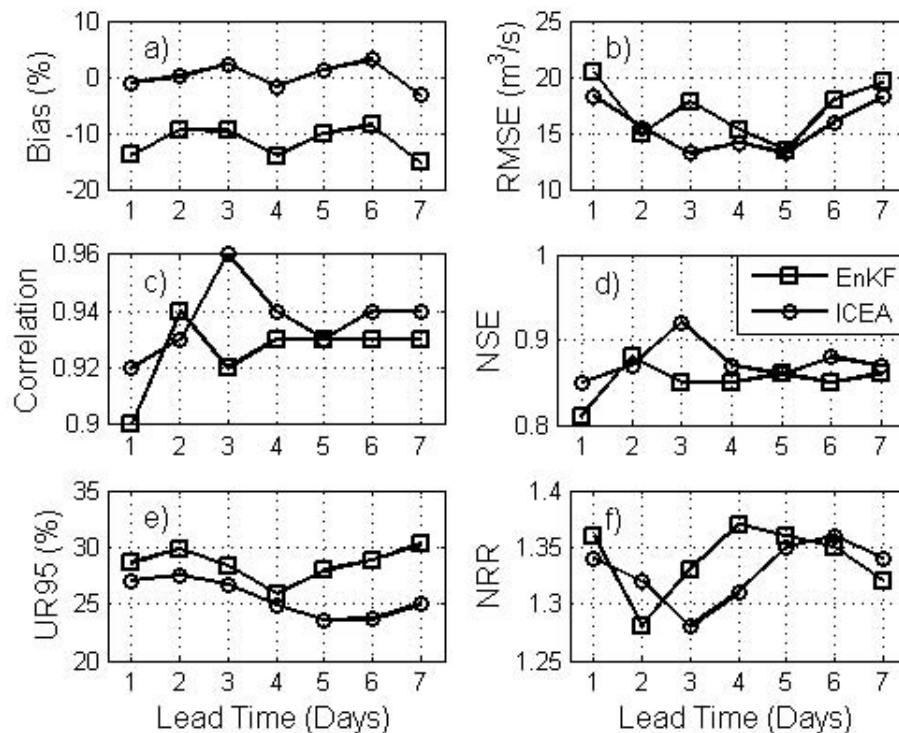 a)
Bias (%)
10
0
-10
-20
1 2 3 4 5 6 7
b)
RMSE (m³/s)
25
20
15
10
1 2 3 4 5 6 7
c)
Correlation
0.96
0.94
0.92
0.9
1 2 3 4 5 6 7
d)
NSE
1
0.9
0.8
EnKF
ICEA
1 2 3 4 5 6 7
e)
UR95 (%)
35
30
25
20
1 2 3 4 5 6 7
Lead Time (Days)
f)
NRR
1.4
1.35
1.3
1.25
1 2 3 4 5 6 7
Lead Time (Days)